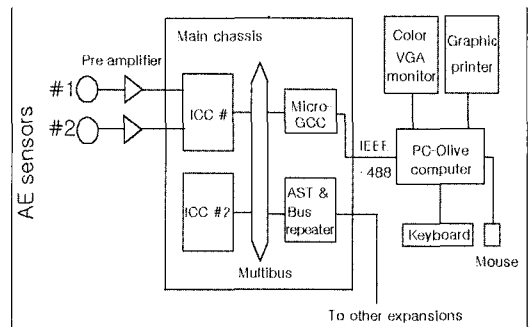 AE sensors
#1
#2
Pre amplifier
Main chassis
ICC #
ICC #2
Multibus
Micro-
GCC
AST &
Bus
repeater
IEEE
·488
Color
VGA
monitor
Graphic
printer
PC-Olive
computer
Keyboard
Mouse
To other expansions